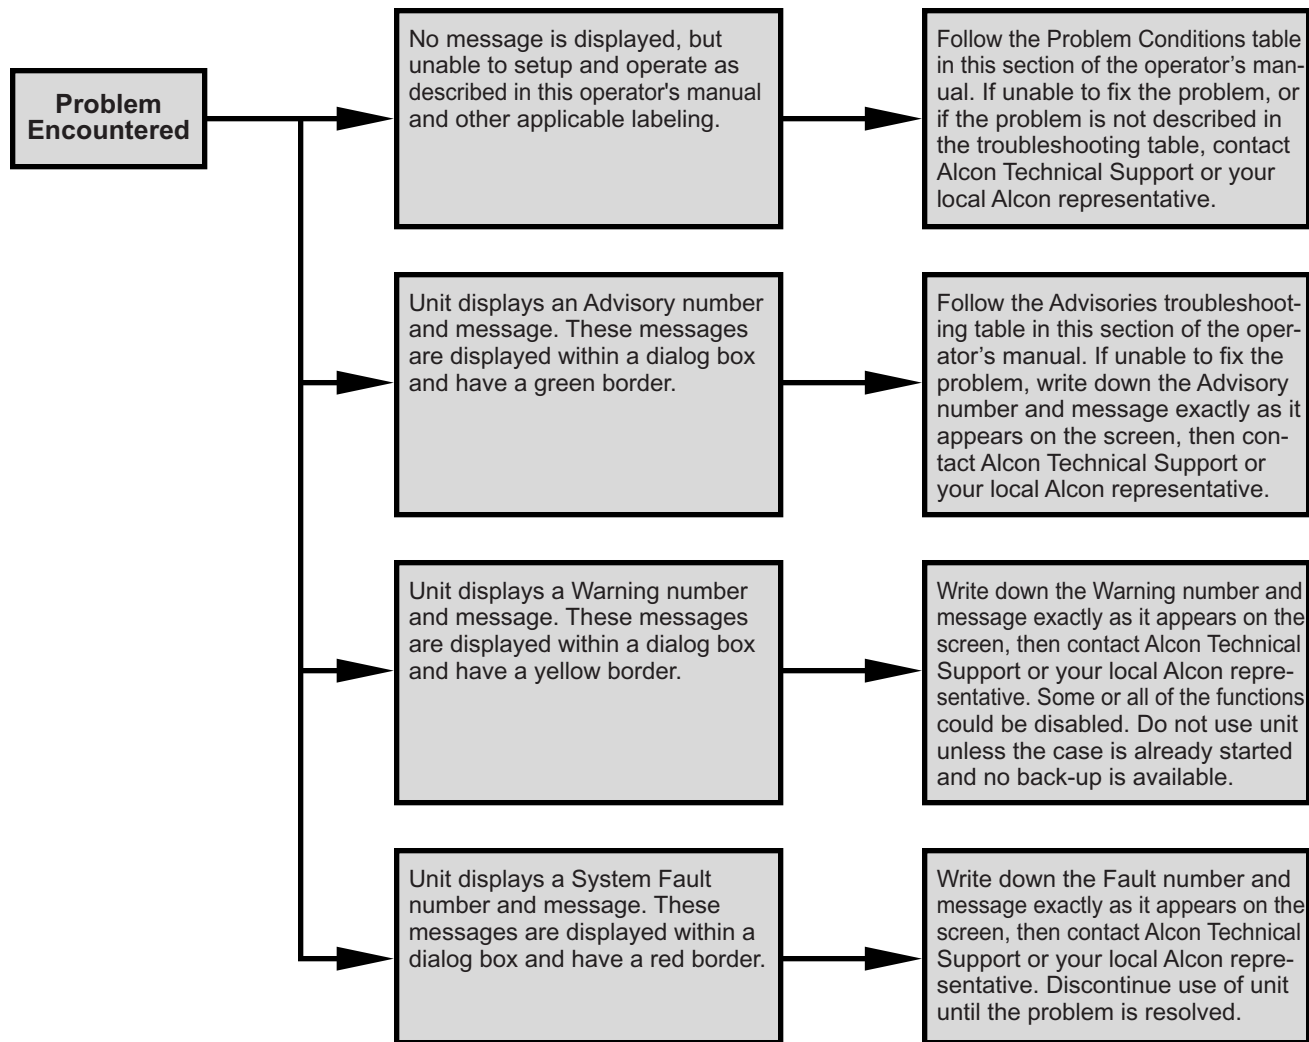 Problem
Encountered
No message is displayed, but
unable to setup and operate as
described in this operator's manual
and other applicable labeling.
Follow the Problem Conditions table
in this section of the operator’s man-
ual. If unable to fix the problem, or
if the problem is not described in
the troubleshooting table, contact
Alcon Technical Support or your
local Alcon representative.
Unit displays an Advisory number
and message. These messages
are displayed within a dialog box
and have a green border.
Follow the Advisories troubleshoot-
ing table in this section of the oper-
ator’s manual. If unable to fix the
problem, write down the Advisory
number and message exactly as it
appears on the screen, then con-
tact Alcon Technical Support or
your local Alcon representative.
Unit displays a Warning number
and message. These messages
are displayed within a dialog box
and have a yellow border.
Write down the Warning number and
message exactly as it appears on the
screen, then contact Alcon Technical
Support or your local Alcon repre-
sentative. Some or all of the functions
could be disabled. Do not use unit
unless the case is already started
and no back-up is available.
Unit displays a System Fault
number and message. These
messages are displayed within a
dialog box and have a red border.
Write down the Fault number and
message exactly as it appears on the
screen, then contact Alcon Technical
Support or your local Alcon repre-
sentative. Discontinue use of unit
until the problem is resolved.